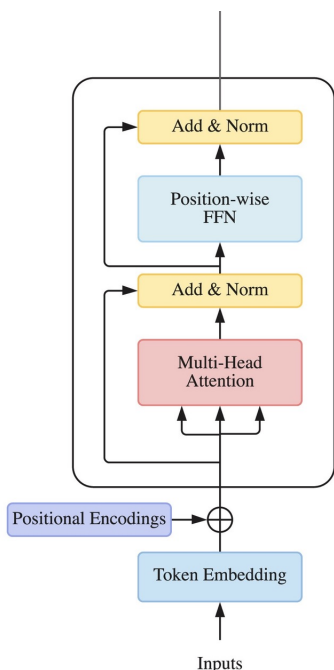 Add & Norm
Position-wise
FFN
Add & Norm
Multi-Head
Attention
Positional Encodings
Token Embedding
Inputs